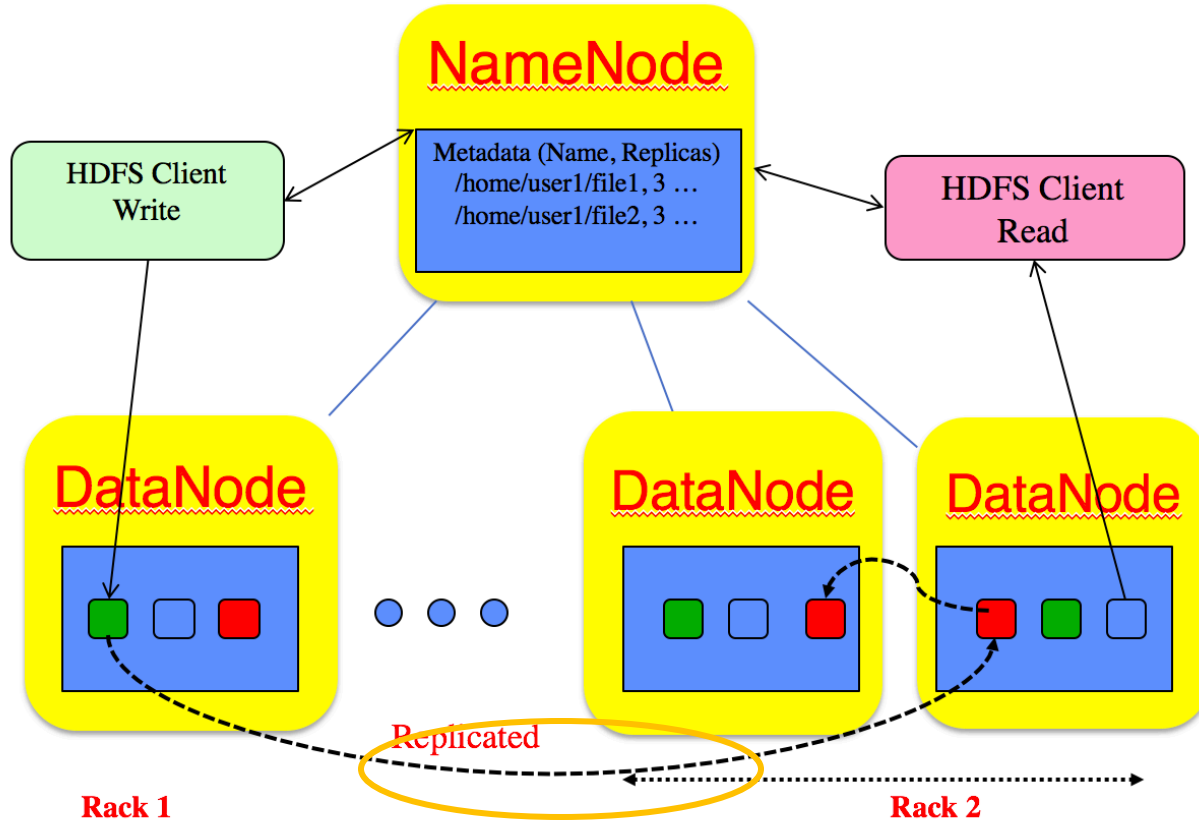 NameNode
Metadata (Name, Replicas)
/home/user1/file1, 3 …
/home/user1/file2, 3 …
HDFS Client
Write
HDFS Client
Read
DataNode
DataNode
DataNode
Replicated
Rack 1
Rack 2